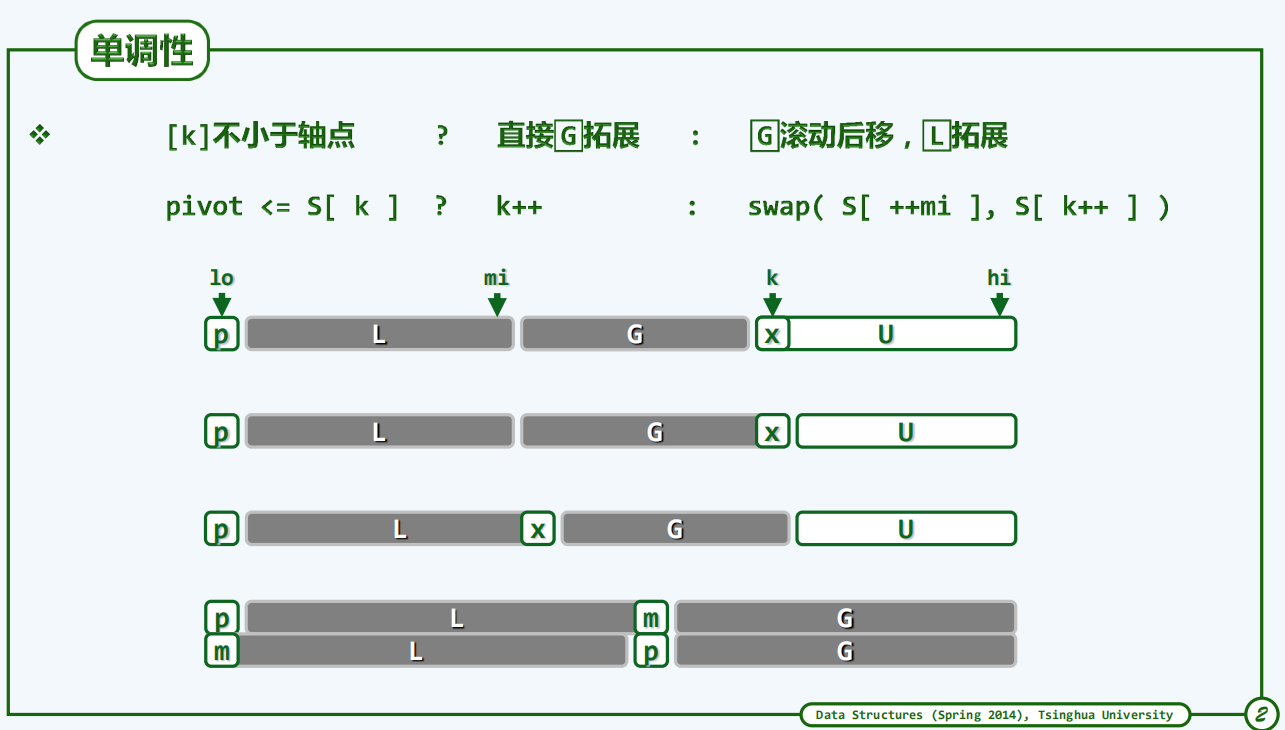 单调性
[k]不小于轴点 ? 直接G拓展 : G滚动后移，L拓展
pivot <= S[ k ] ? k++ : swap( S[ ++mi ], S[ k++ ] )
lo mi k hi
p L G x U
p L G x U
p L x G U
p L m G
m L p G
Data Structures (Spring 2014), Tsinghua University 2